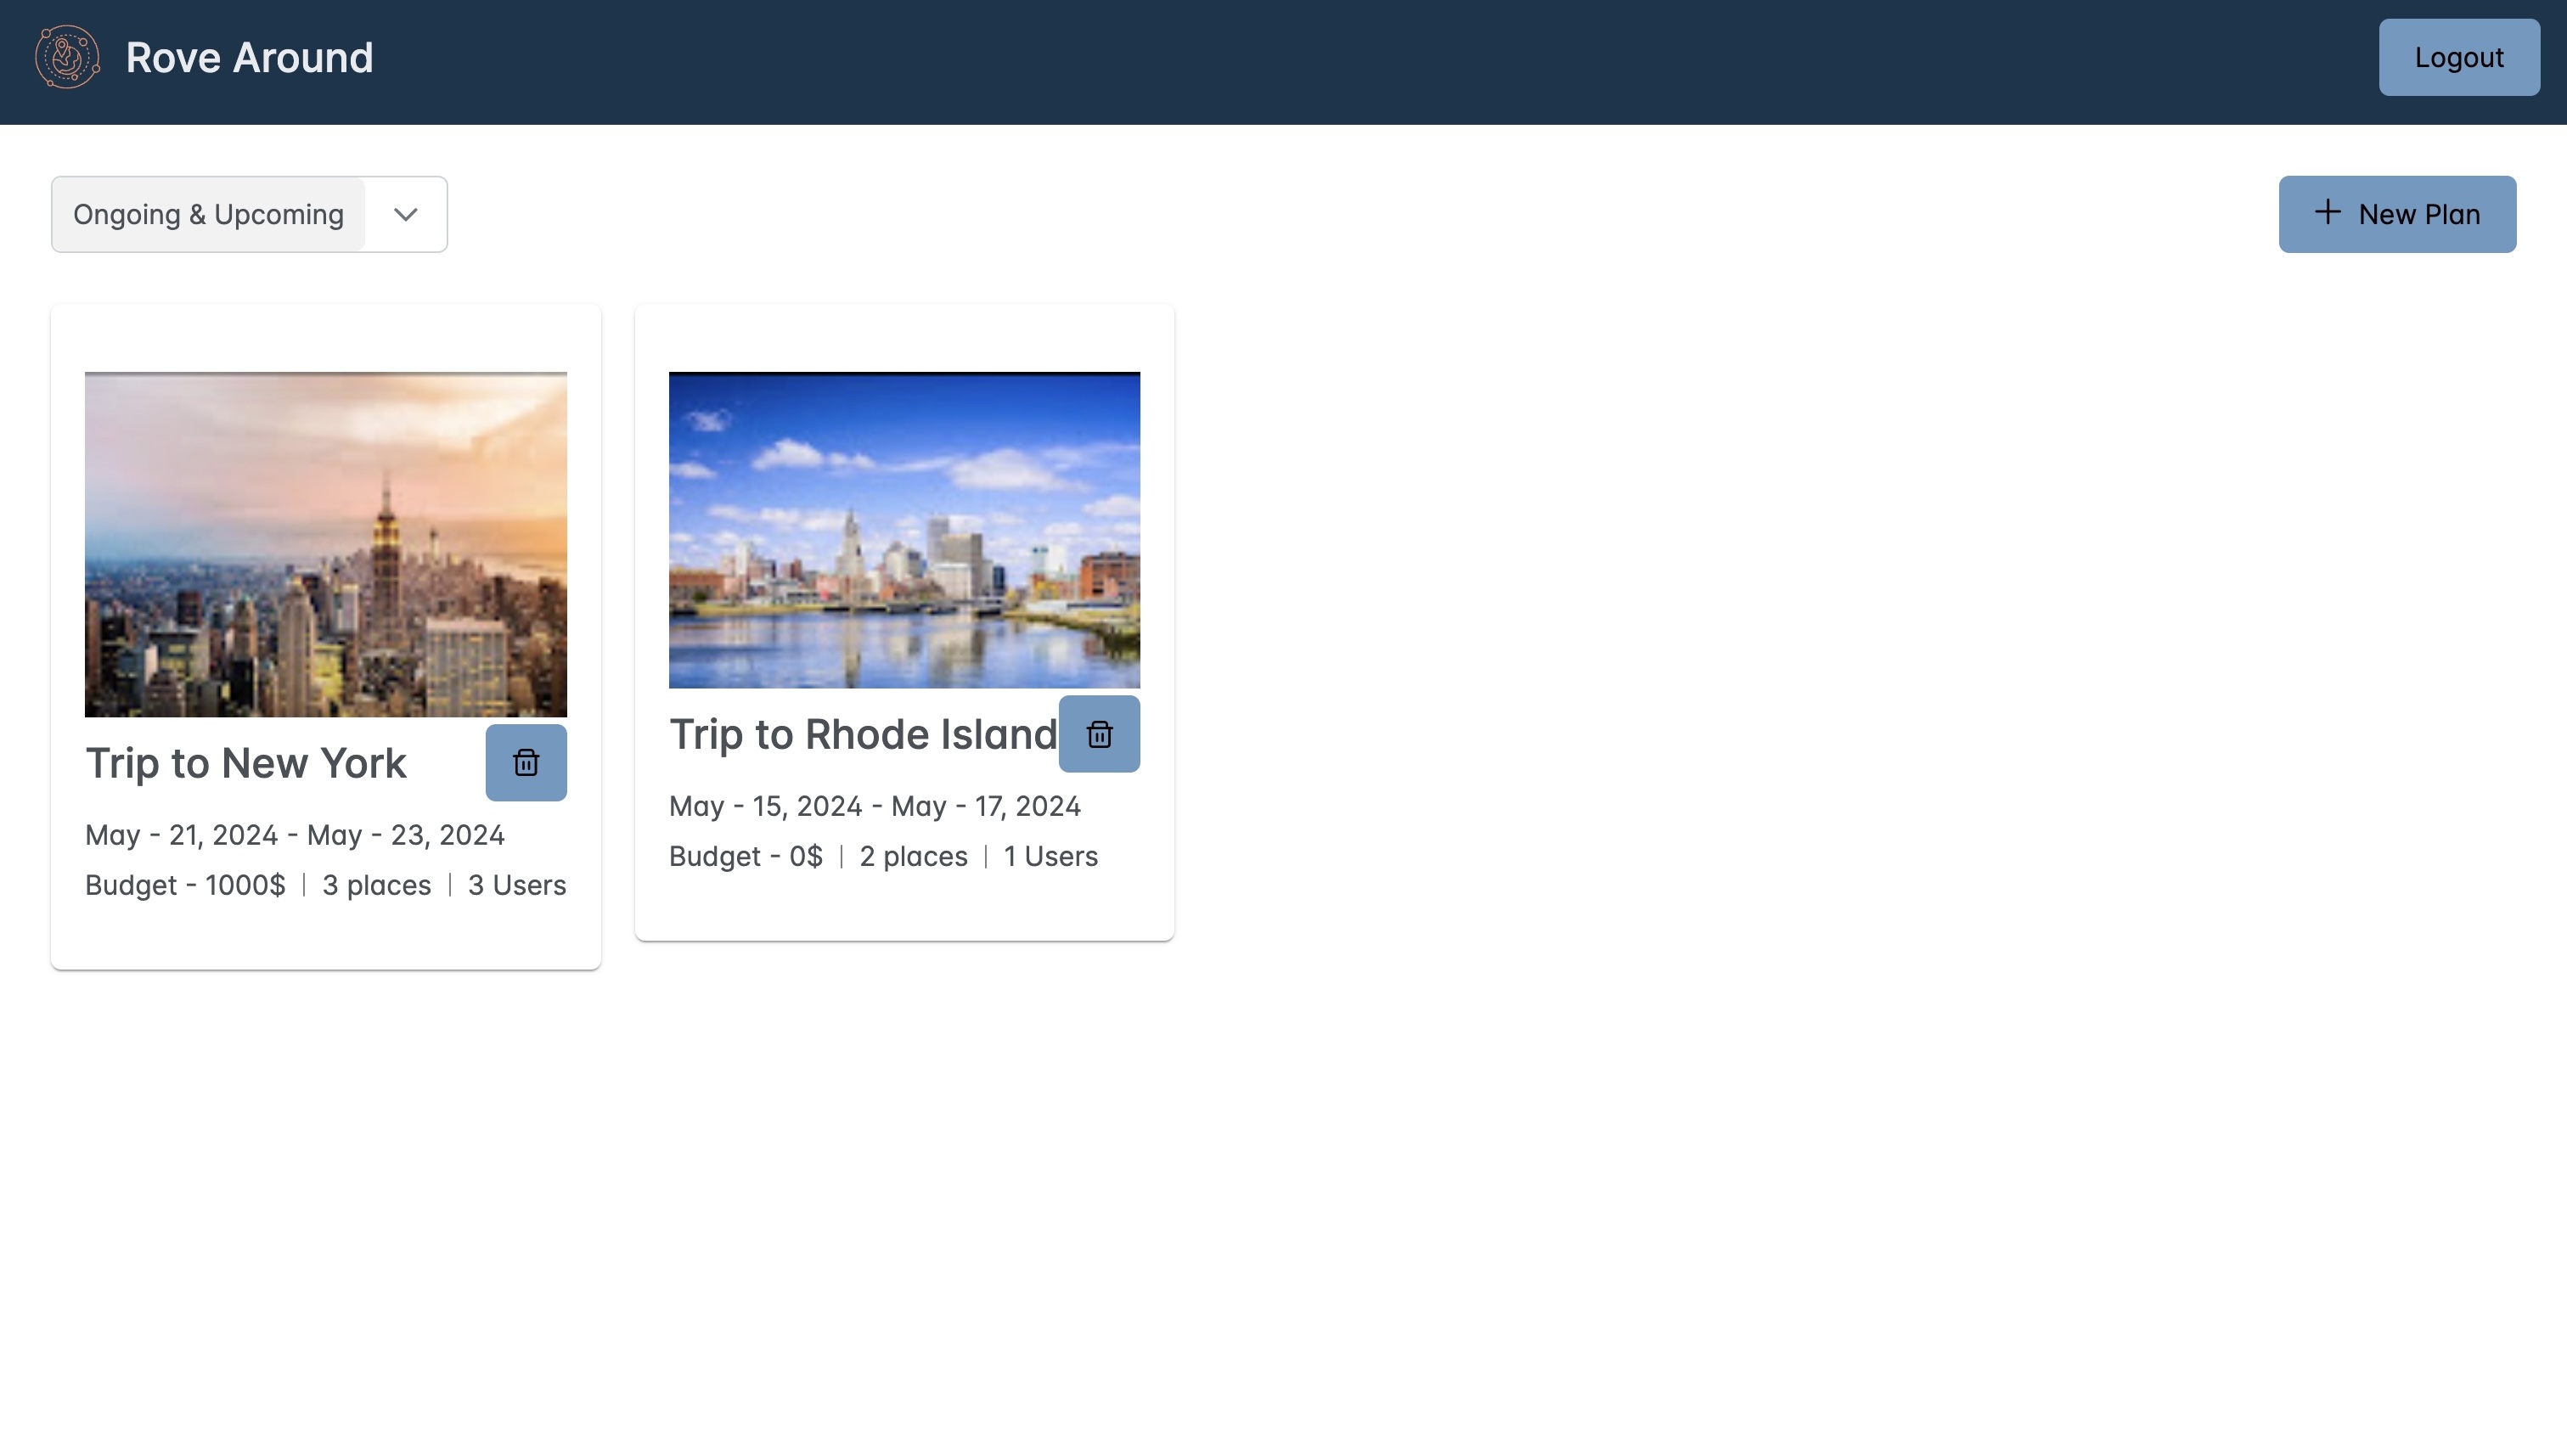 Rove Around
Logout
Ongoing & Upcoming
New Plan
Trip to New York
May - 21, 2024 - May - 23, 2024
Budget - 1000$ | 3 places | 3 Users
Trip to Rhode Island
May - 15, 2024 - May - 17, 2024
Budget - 0$ | 2 places | 1 Users